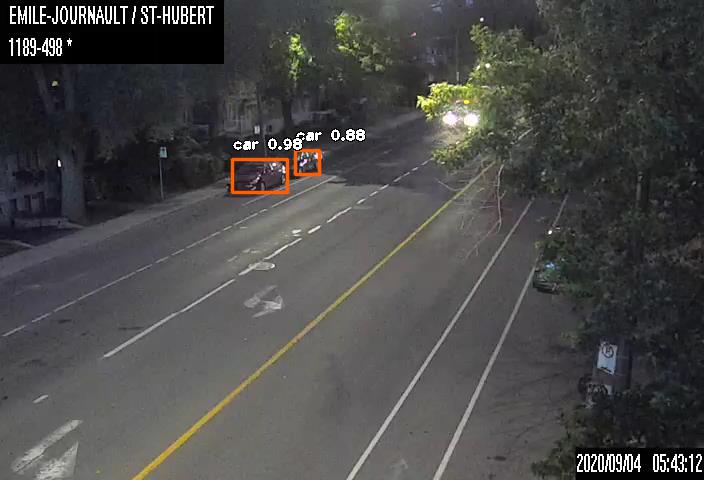 EMILE-JOURNAULT / ST-HUBERT
1189-498 *
car 0.98
car 0.88
2020/09/04 05:43:12